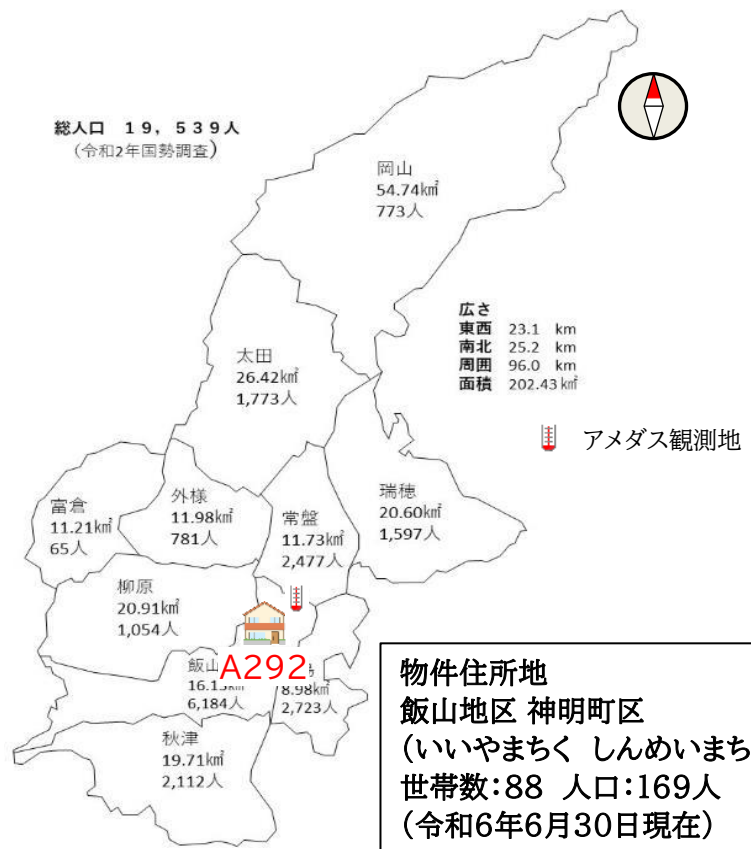 総人口 19,539人
(令和2年国勢調査)
岡山
54.74㎢
773人
広さ
東西 23.1 km
南北 25.2 km
周囲 96.0 km
面積 202.43㎢
アメダス観測地
太田
26.42㎢
1,773人
瑞穂
20.60㎢
1,597人
外様
11.98㎢
781人
富倉
11.21㎢
65人
常盤
11.73㎢
2,477人
柳原
20.91㎢
1,054人
A292
飯山
6,184人
8.98㎢
2,723人
秋津
19.71㎢
2,112人
物件住所地
飯山地区 神明町区
(いいやまちく しんめいまち
世帯数:88 人口:169人
(令和6年6月30日現在)